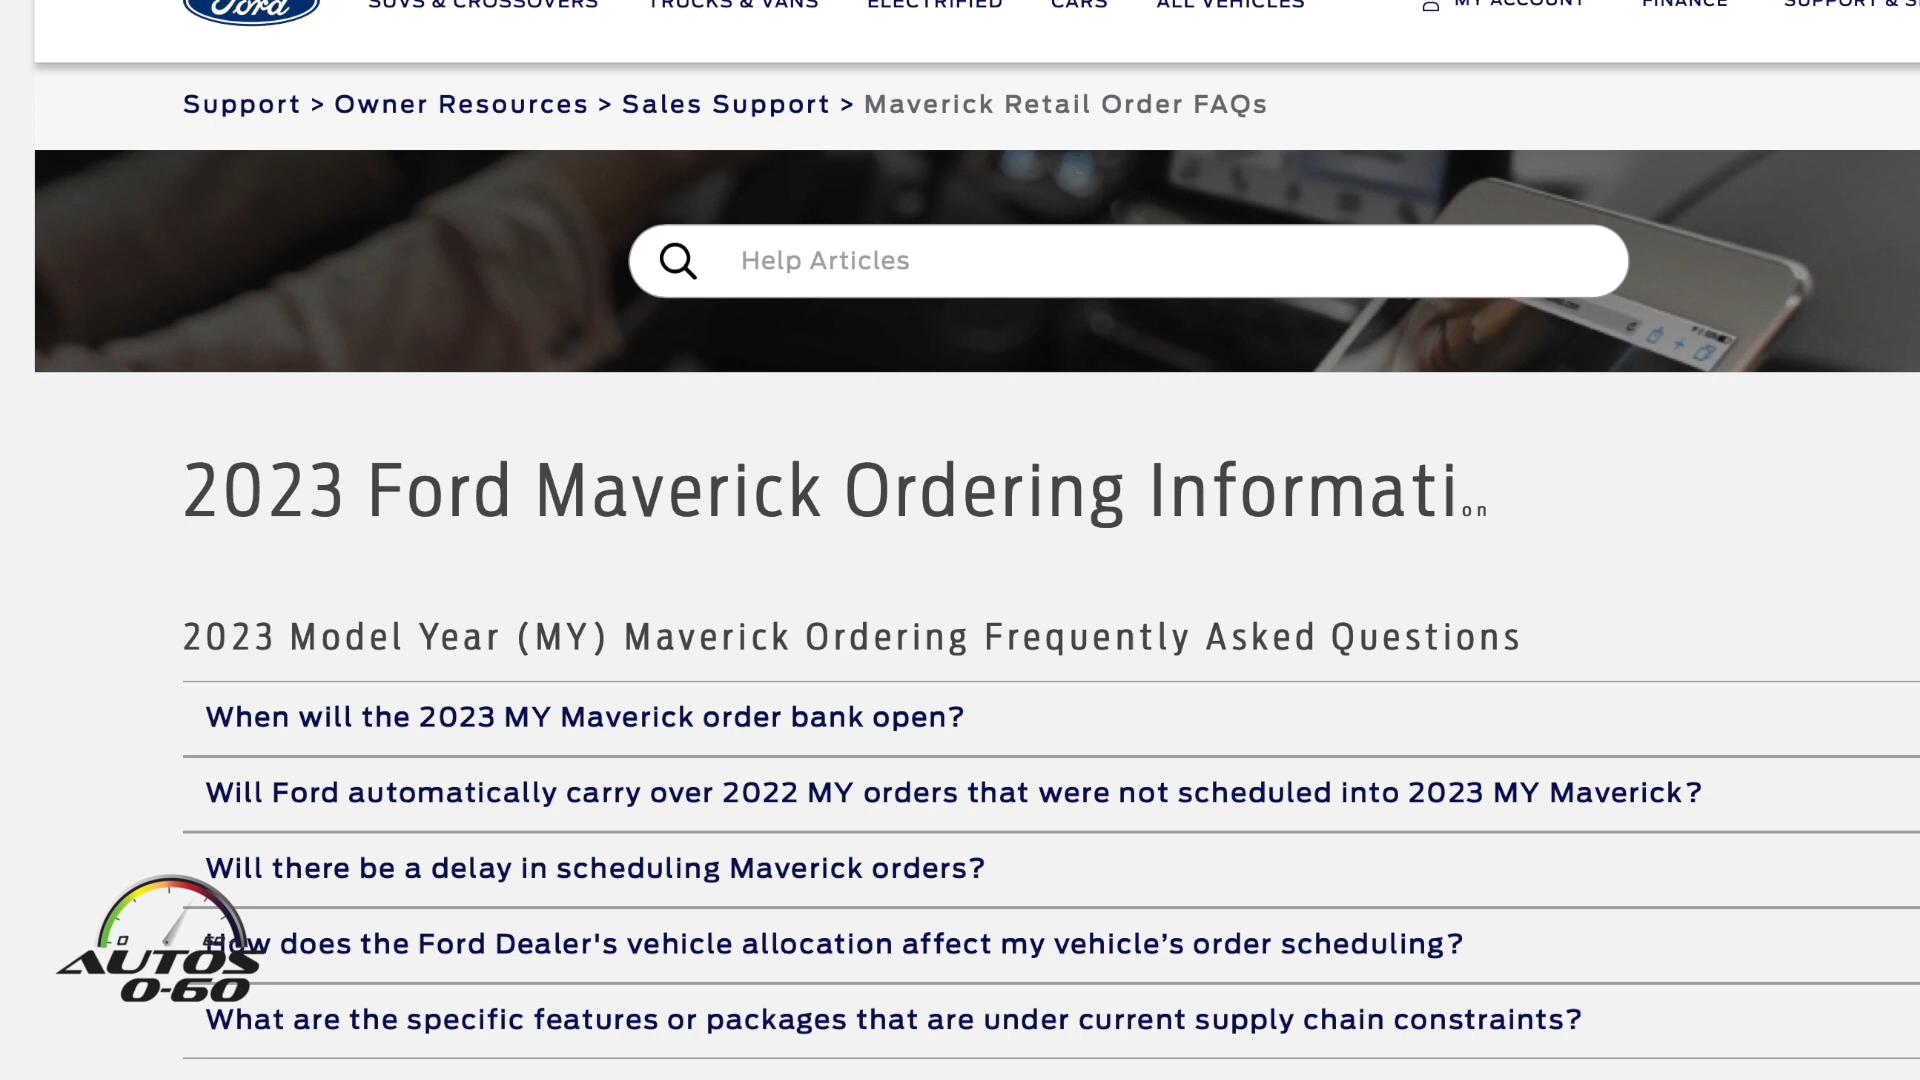 Ford SUVS & CROSSOVERS TRUCKS & VANS ELECTRIFIED CARS ALL VEHICLES MY ACCOUNT FINANCE SUPPORT &
Support > Owner Resources > Sales Support > Maverick Retail Order FAQs
Help Articles
2023 Ford Maverick Ordering Information
2023 Model Year (MY) Maverick Ordering Frequently Asked Questions
When will the 2023 MY Maverick order bank open?
Will Ford automatically carry over 2022 MY orders that were not scheduled into 2023 MY Maverick?
Will there be a delay in scheduling Maverick orders?
How does the Ford Dealer's vehicle allocation affect my vehicle’s order scheduling?
0 60
AUTOS
0-60
What are the specific features or packages that are under current supply chain constraints?